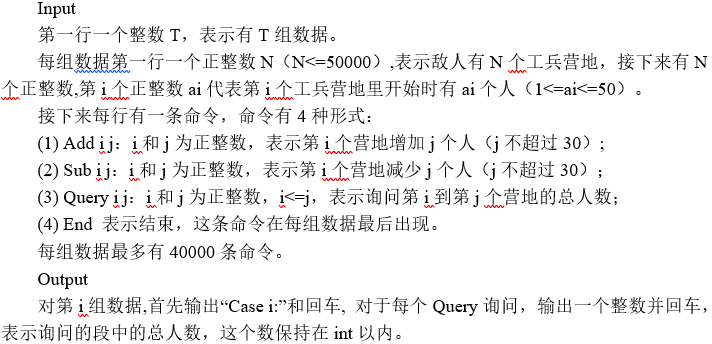 Input
第一行一个整数 T，表示有 T 组数据。
每组数据第一行一个正整数 N（N<=50000）,表示敌人有 N 个工兵营地，接下来有 N
个正整数,第 i 个正整数 ai 代表第 i 个工兵营地里开始时有 ai 个人（1<=ai<=50）。
接下来每行有一条命令，命令有 4 种形式：
(1) Add i j：i 和 j 为正整数，表示第 i 个营地增加 j 个人（j 不超过 30）；
(2) Sub i j：i 和 j 为正整数，表示第 i 个营地减少 j 个人（j 不超过 30）；
(3) Query i j：i 和 j 为正整数，i<=j，表示询问第 i 到第 j 个营地的总人数；
(4) End 表示结束，这条命令在每组数据最后出现。
每组数据最多有 40000 条命令。
Output
对第 i 组数据,首先输出“Case i:”和回车, 对于每个 Query 询问，输出一个整数并回车，
表示询问的段中的总人数，这个数保持在 int 以内。